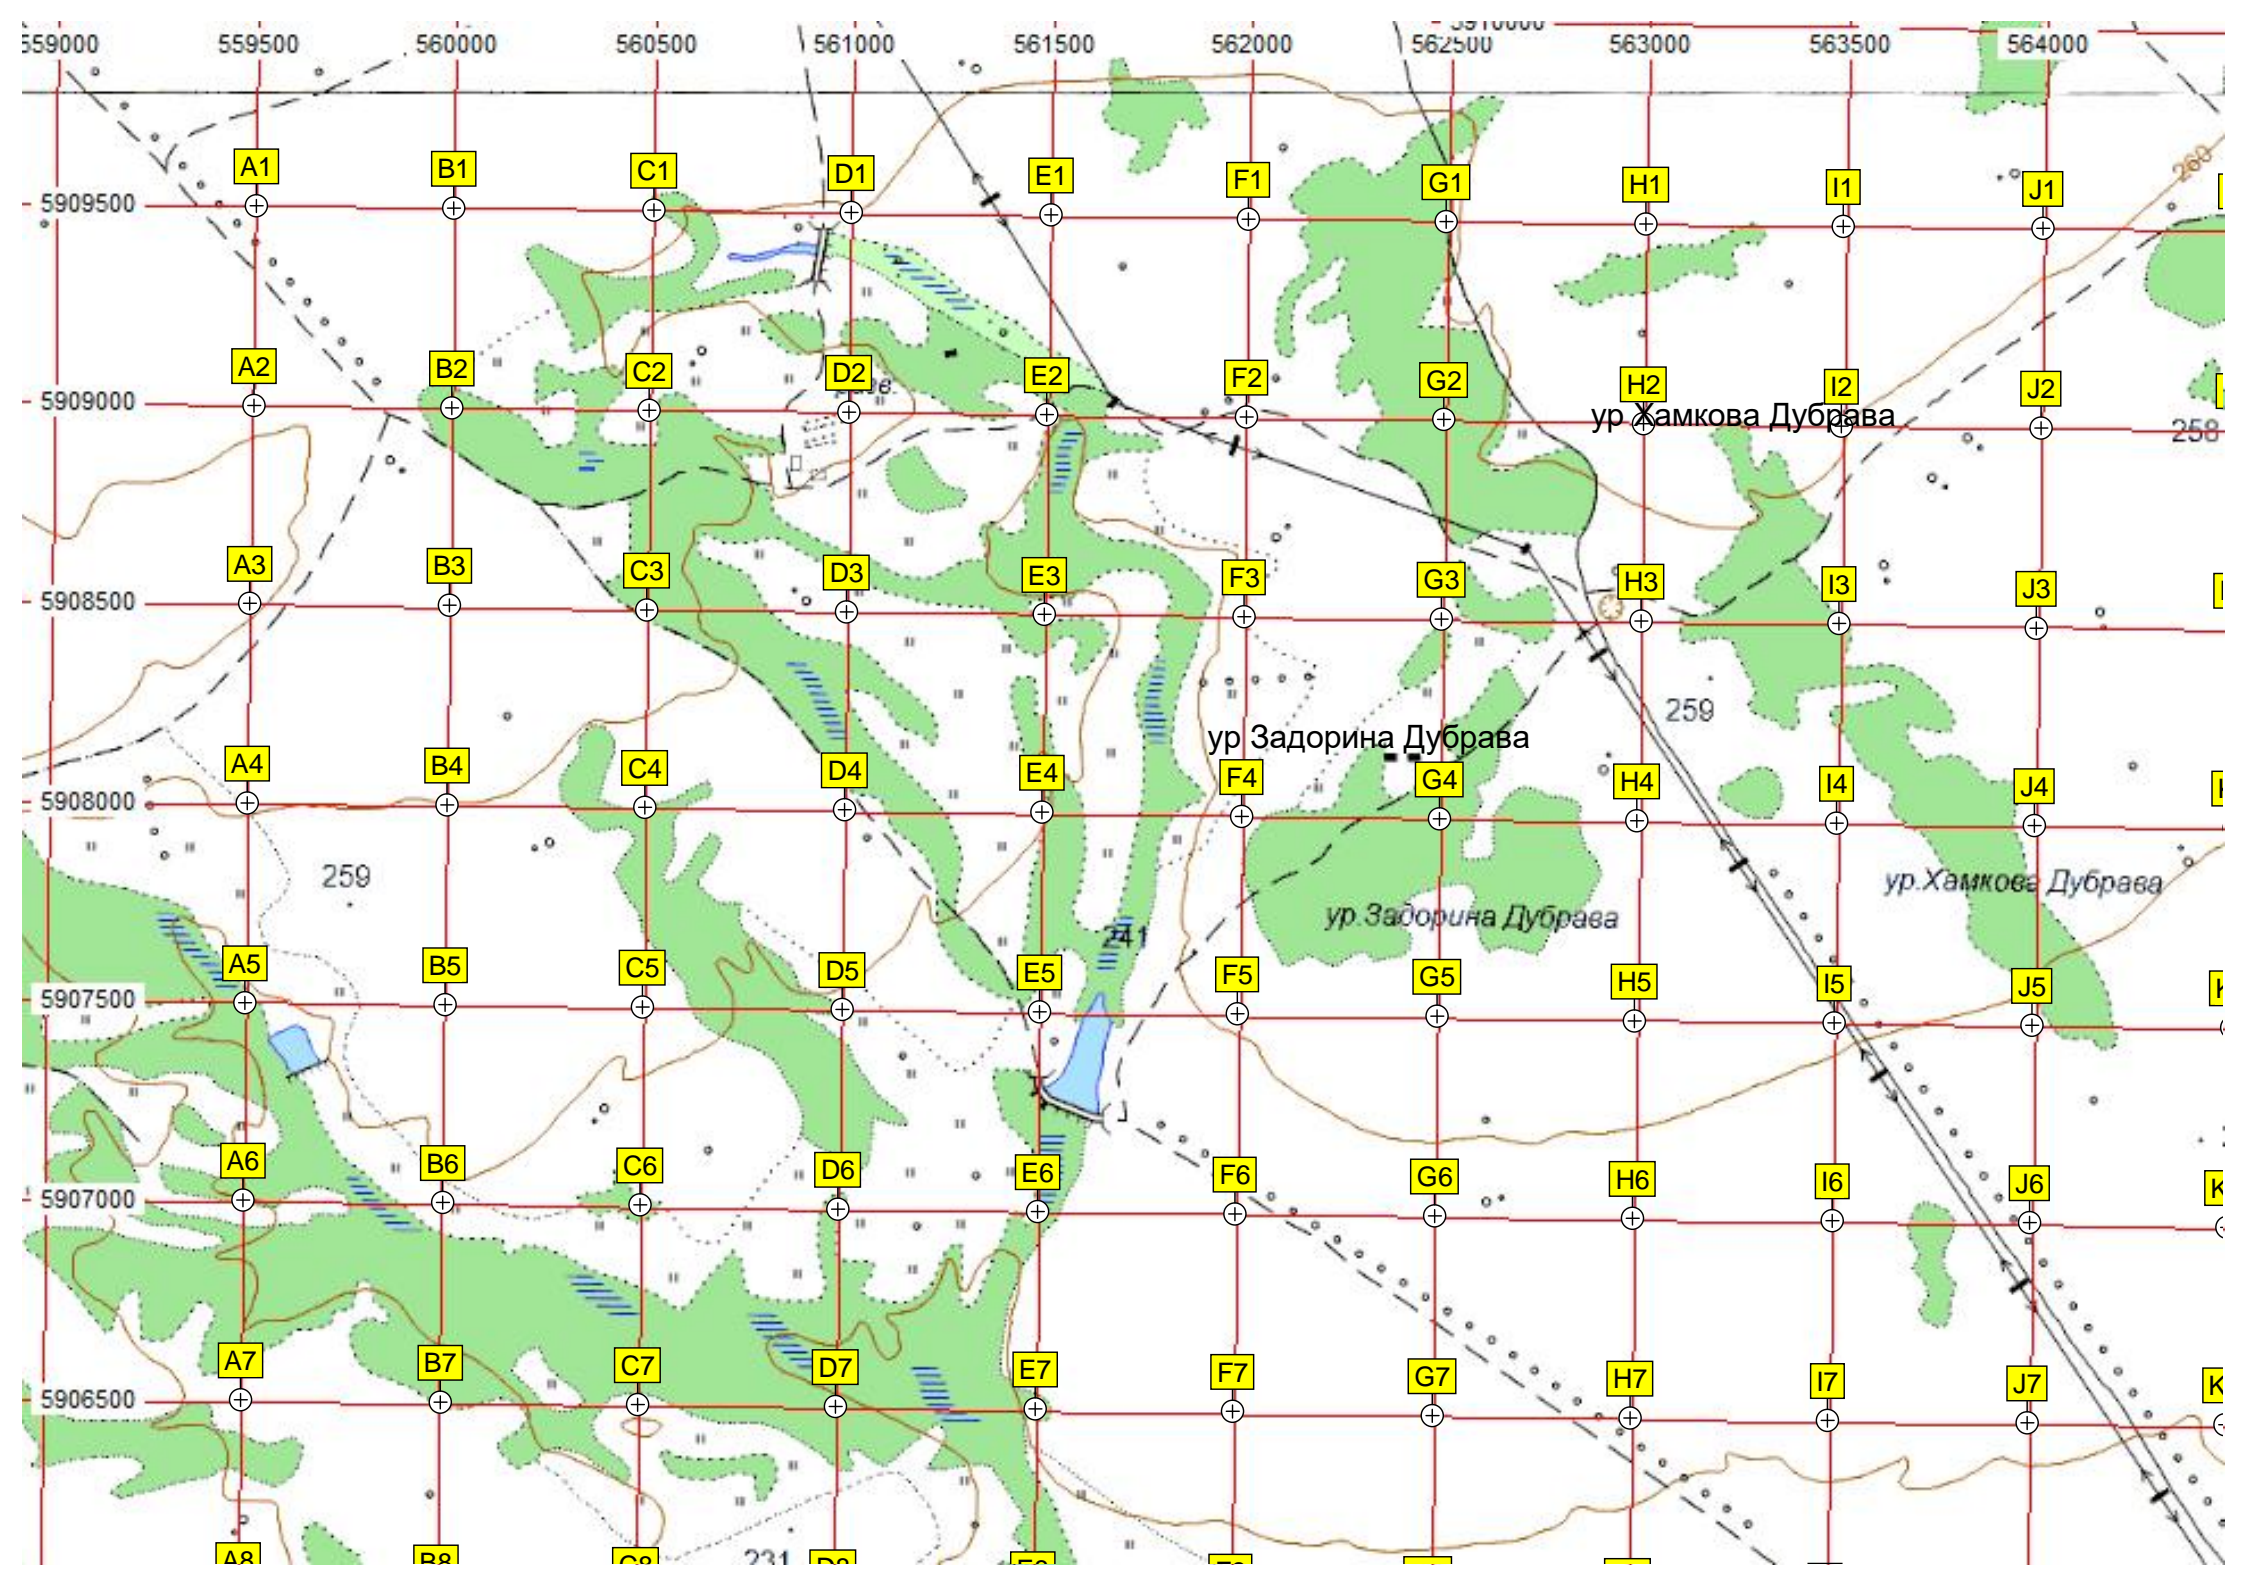 5910000
559000 559500 560000 560500 561000 561500 562000 562500 563000 563500 564000
260
A1 B1 C1 D1 E1 F1 G1 H1 I1 J1
5909500
A2 B2 C2 D2 E2 F2 G2 H2 I2 J2
5909000
ур Хамкова Дубрава
258
A3 B3 C3 D3 E3 F3 G3 H3 I3 J3
5908500
259
ур Задорина Дубрава
A4 B4 C4 D4 E4 F4 G4 H4 I4 J4
5908000
259
ур.Хамкова Дубрава
ур.Задорина Дубрава
241
A5 B5 C5 D5 E5 F5 G5 H5 I5 J5
5907500
A6 B6 C6 D6 E6 F6 G6 H6 I6 J6
5907000
A7 B7 C7 D7 E7 F7 G7 H7 I7 J7
5906500
A8 B8 C8 D8
231